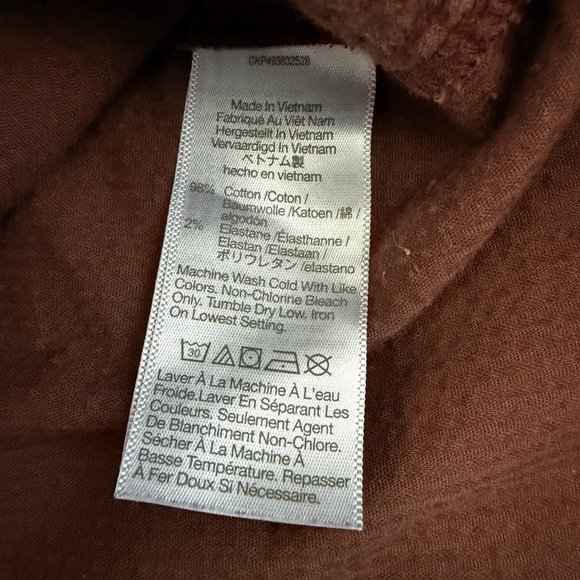 Made In Vietnam
Fabriqué Au Viêt Nam
Hergestellt In Vietnam
Vervaardigd In Vietnam
ベトナム製
hecho en vietnam
98% Cotton /Coton /
Baumwolle /Katoen /綿 /
algodón
2% Elastane /Élasthanne /
Elastan /Elastaan /
ポリウレタン /elastano
Machine Wash Cold With Like
Colors. Non-Chlorine Bleach
Only. Tumble Dry Low. Iron
On Lowest Setting.
30
Laver À La Machine À L'eau
Froide.Laver En Séparant Les
Couleurs. Seulement Agent
De Blanchiment Non-Chlore.
Sécher À La Machine À
Basse Température. Repasser
À Fer Doux Si Nécessaire.